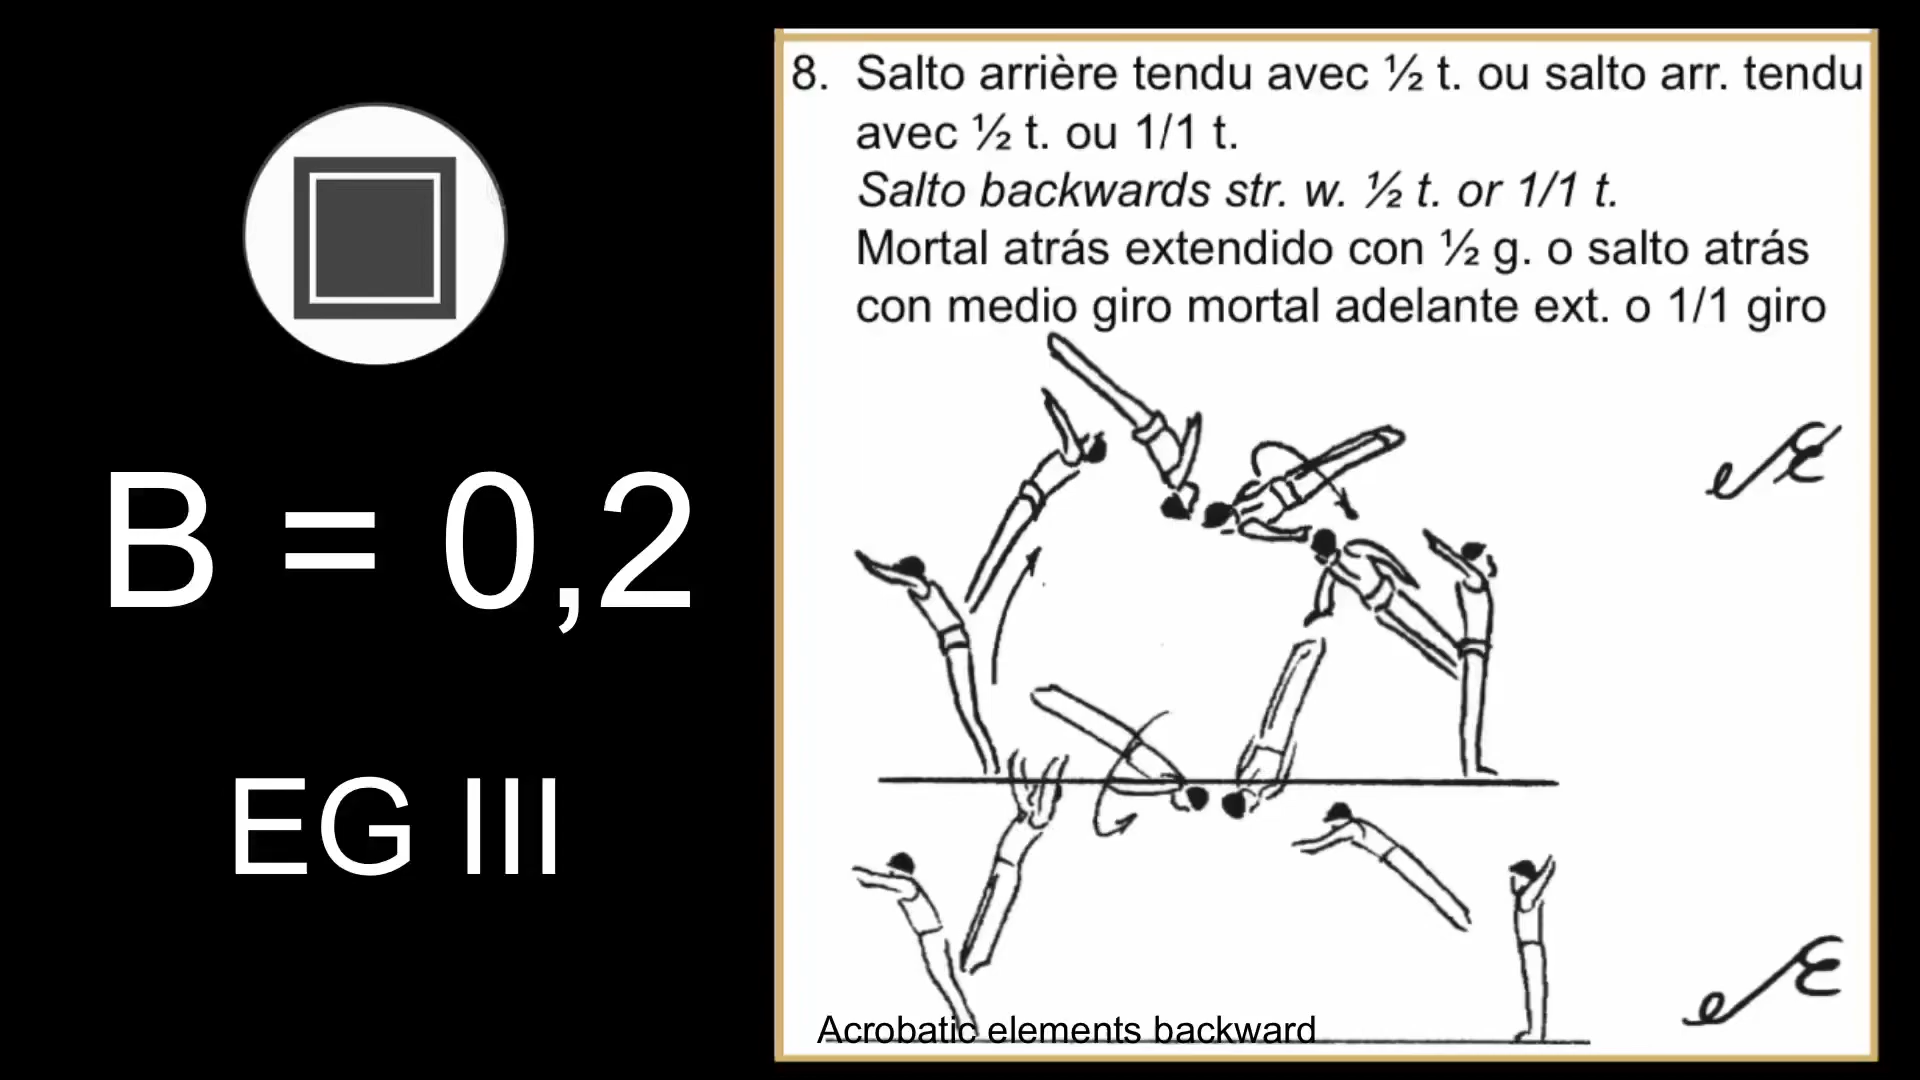 B = 0,2
EG III
8. Salto arrière tendu avec ½ t. ou salto arr. tendu
avec ½ t. ou 1/1 t.
Salto backwards str. w. ½ t. or 1/1 t.
Mortal atrás extendido con ½ g. o salto atrás
con medio giro mortal adelante ext. o 1/1 giro
Acrobatic elements backward